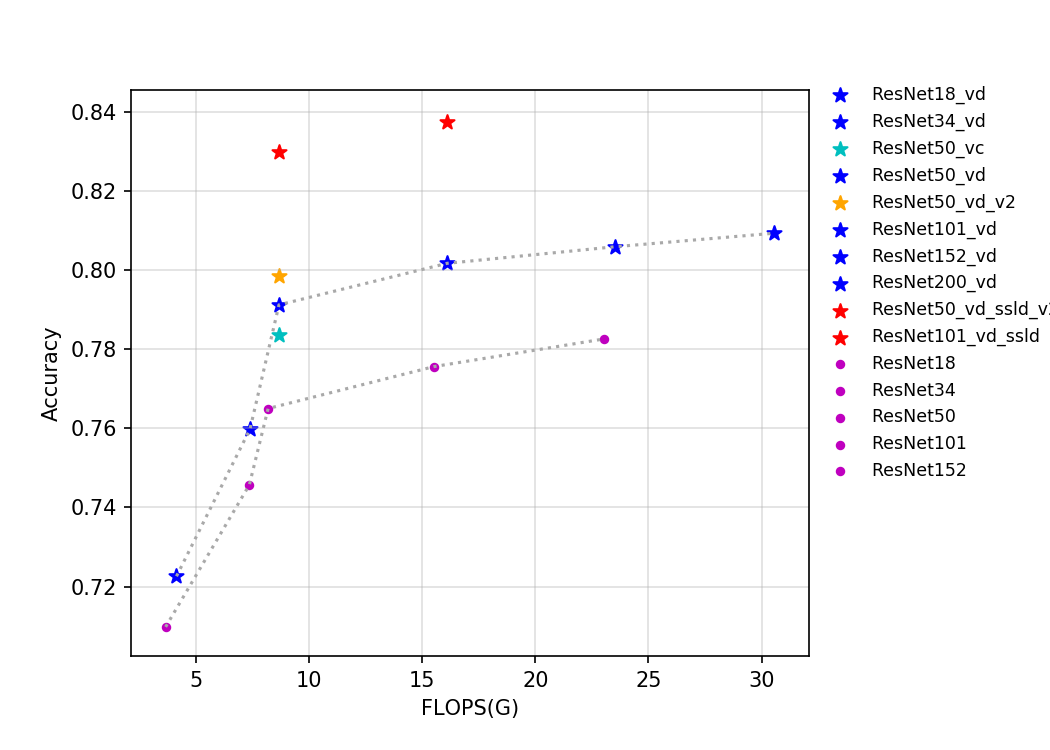 0.84
0.82
0.80
0.78
0.76
0.74
0.72
Accuracy
5 10 15 20 25 30
FLOPS(G)
ResNet18_vd
ResNet34_vd
ResNet50_vc
ResNet50_vd
ResNet50_vd_v2
ResNet101_vd
ResNet152_vd
ResNet200_vd
ResNet50_vd_ssld_v
ResNet101_vd_ssld
ResNet18
ResNet34
ResNet50
ResNet101
ResNet152